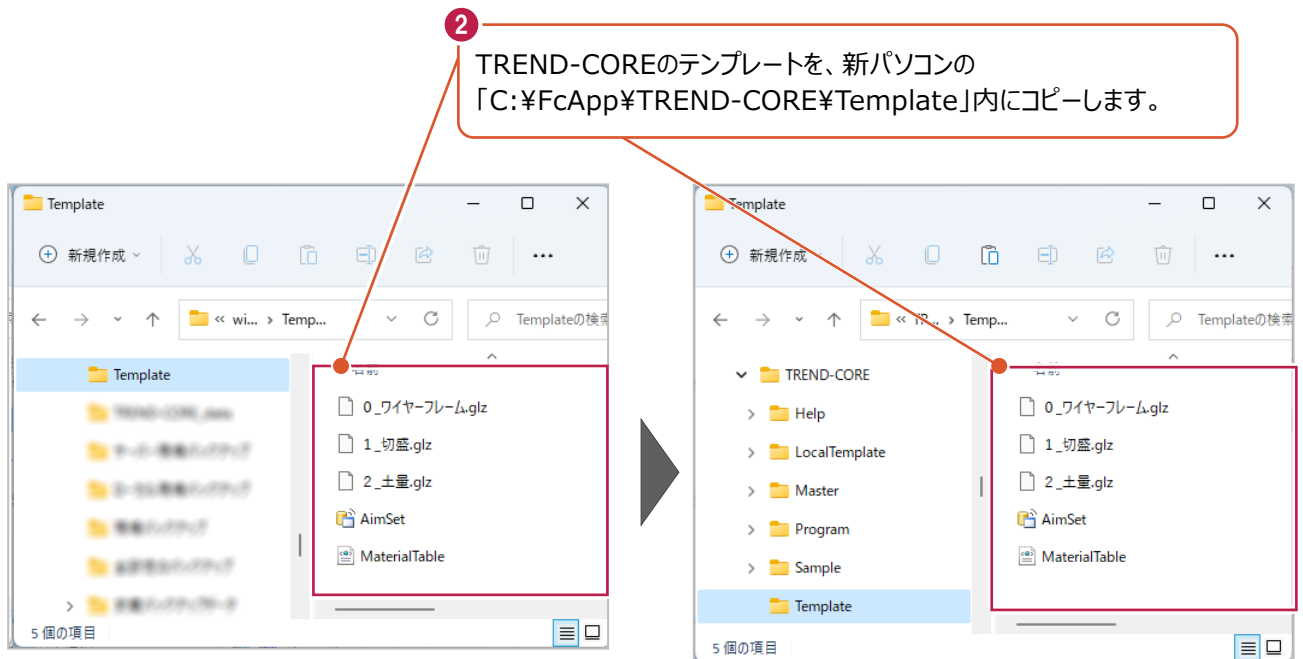 2
TREND-COREのテンプレートを、新パソコンの
「C:¥FcApp¥TREND-CORE¥Template」内にコピーします。
Template
新規作成
« wi... › Temp...
Templateの検索
Template
名前
0_ワイヤーフレーム.glz
1_切盛.glz
2_土量.glz
AimSet
MaterialTable
5 個の項目
Template
新規作成
Temp...
Templateの検索
TREND-CORE
Help
LocalTemplate
Master
Program
Sample
Template
名前
0_ワイヤーフレーム.glz
1_切盛.glz
2_土量.glz
AimSet
MaterialTable
5 個の項目